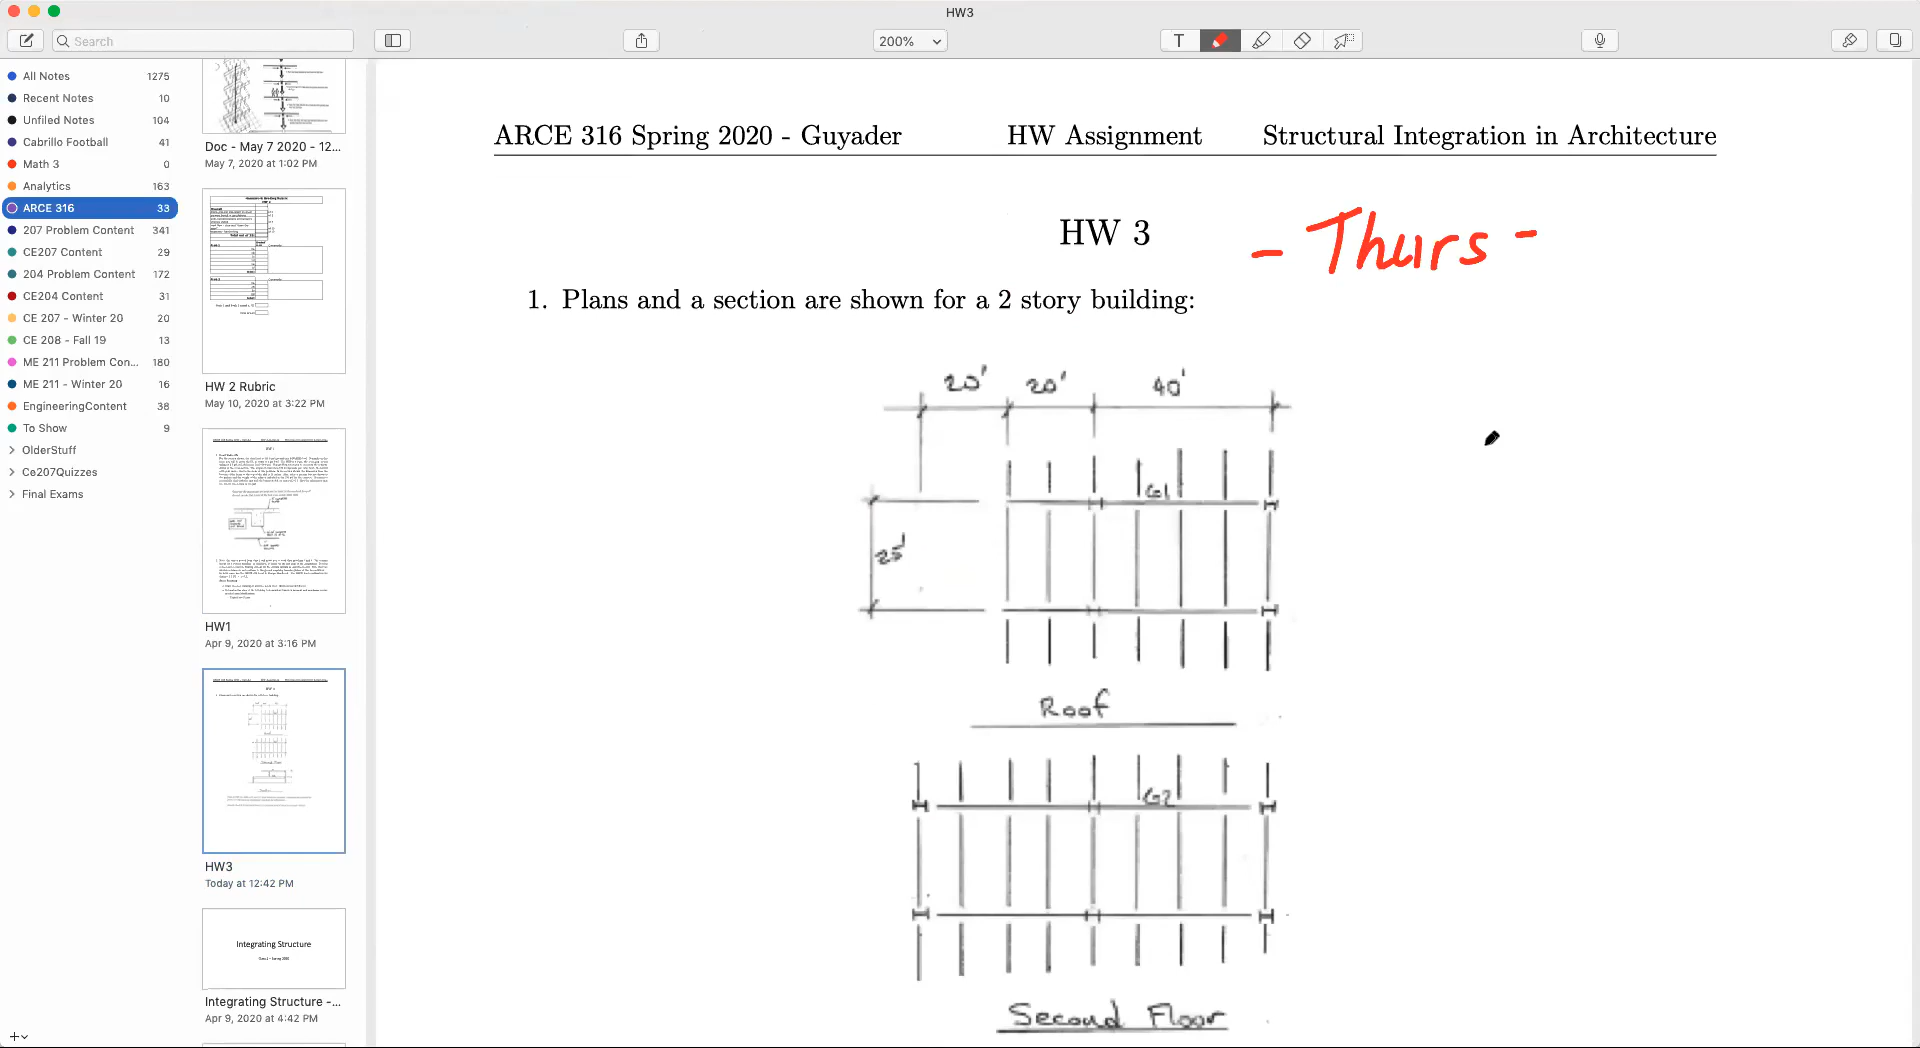 HW3
Search
200%
T
All Notes 1275
Recent Notes 10
Unfiled Notes 104
Cabrillo Football 41
Math 3 0
Analytics 163
ARCE 316 33
207 Problem Content 341
CE207 Content 29
204 Problem Content 172
CE204 Content 31
CE 207 - Winter 20 20
CE 208 - Fall 19 13
ME 211 Problem Con... 180
ME 211 - Winter 20 16
EngineeringContent 38
To Show 9
OlderStuff
Ce207Quizzes
Final Exams
Doc - May 7 2020 - 12...
May 7, 2020 at 1:02 PM
HW 2 Rubric
May 10, 2020 at 3:22 PM
HW1
Apr 9, 2020 at 3:16 PM
HW3
Today at 12:42 PM
Integrating Structure
Integrating Structure -...
Apr 9, 2020 at 4:42 PM
ARCE 316 Spring 2020 - Guyader HW Assignment Structural Integration in Architecture
HW 3 - Thurs -
1. Plans and a section are shown for a 2 story building:
20' 20' 40'
G1
25'
Roof
G2
Second Floor